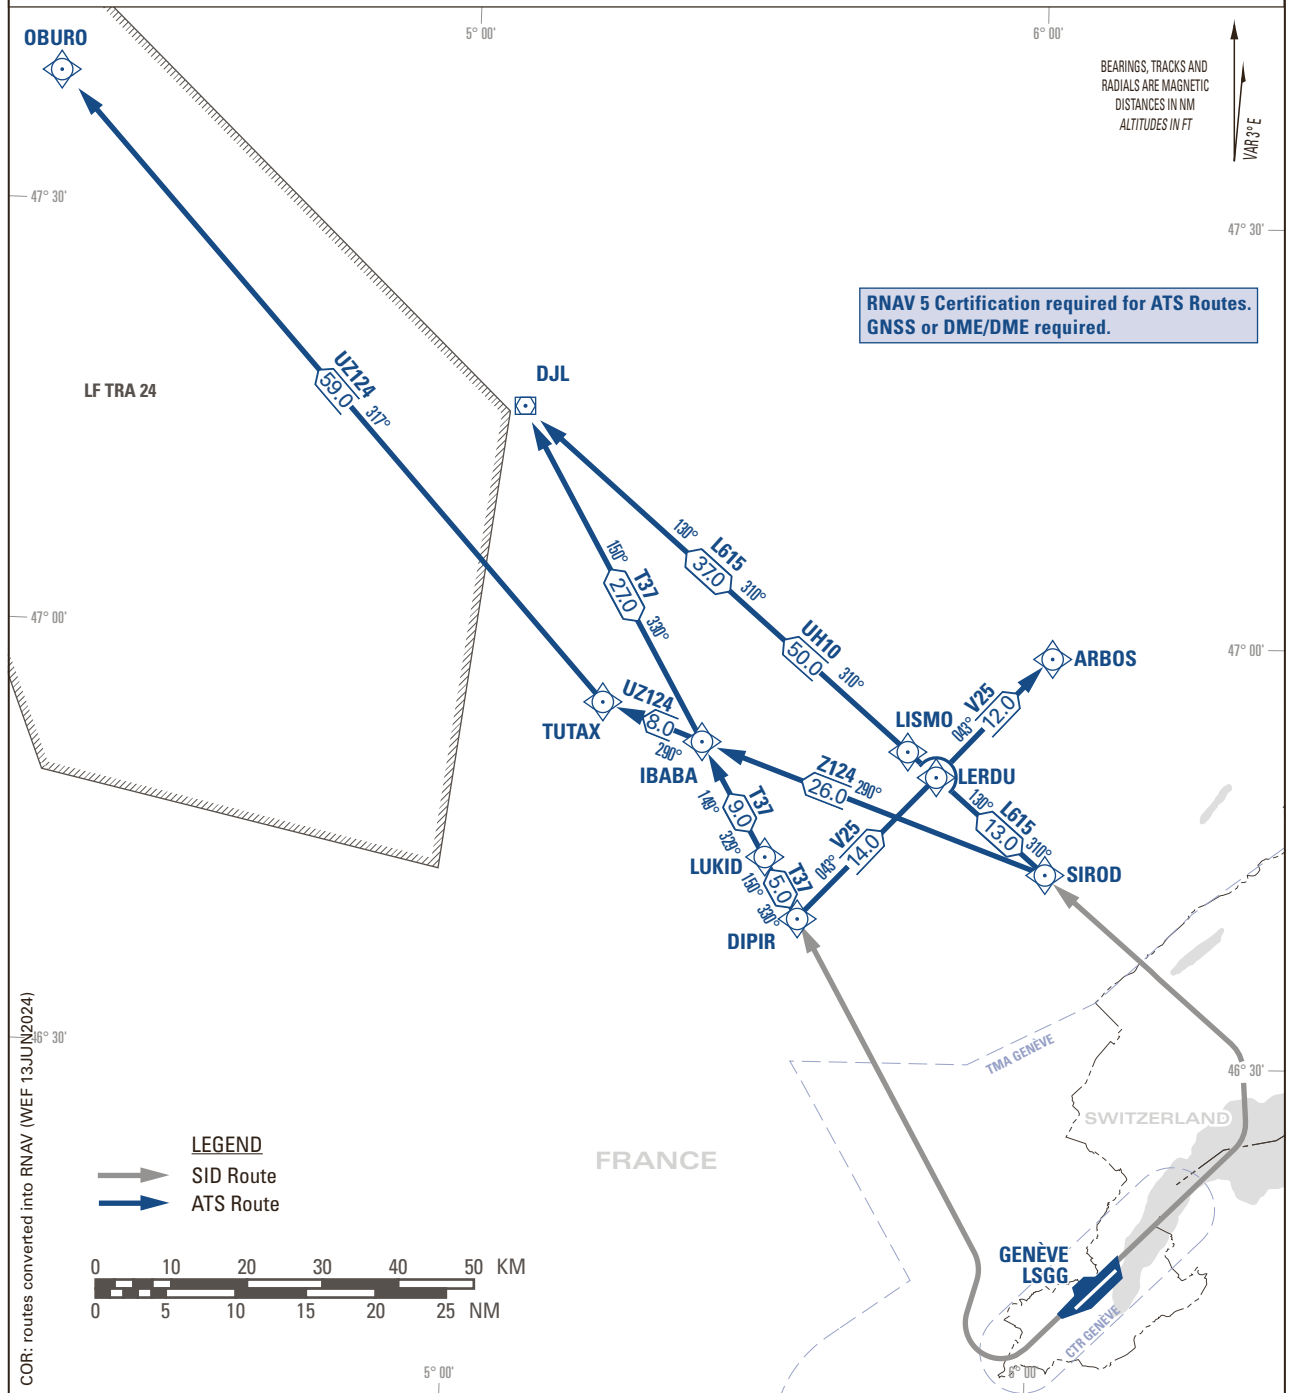 5° 00'
6° 00'
OBURO
BEARINGS, TRACKS AND
RADIALS ARE MAGNETIC
DISTANCES IN NM
ALTITUDES IN FT
VAR 3° E
47° 30'
47° 30'
RNAV 5 Certification required for ATS Routes.
GNSS or DME/DME required.
LF TRA 24
UZ124
59.0
317°
DJL
130°
L615
37.0
310°
150°
T37
27.0
330°
UH10
50.0
310°
47° 00'
47° 00'
ARBOS
V25
12.0
043°
UZ124
8.0
290°
TUTAX
LISMO
IBABA
Z124
26.0
290°
LERDU
130°
L615
13.0
310°
149°
T37
9.0
329°
V25
14.0
043°
LUKID
150°
T37
5.0
330°
SIROD
DIPIR
46° 30'
TMA GENÈVE
46° 30'
SWITZERLAND
FRANCE
LEGEND
SID Route
ATS Route
GENÈVE
LSGG
0 10 20 30 40 50 KM
0 5 10 15 20 25 NM
CTR GENÈVE
5° 00'
6° 00'
COR: routes converted into RNAV (WEF 13JUN2024)